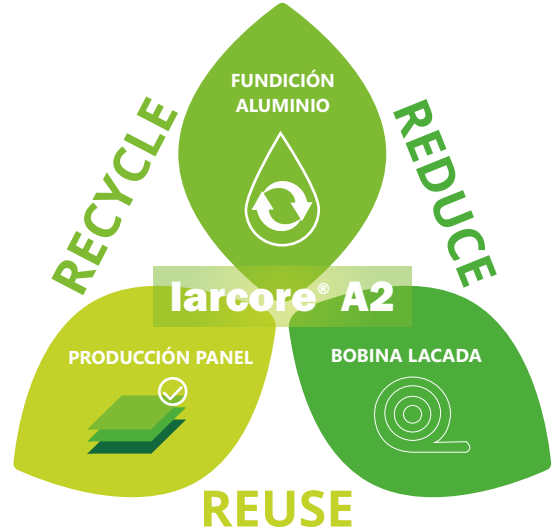 FUNDICIÓN
ALUMINIO
RECYCLE
REDUCE
larcore® A2
PRODUCCIÓN PANEL
BOBINA LACADA
REUSE